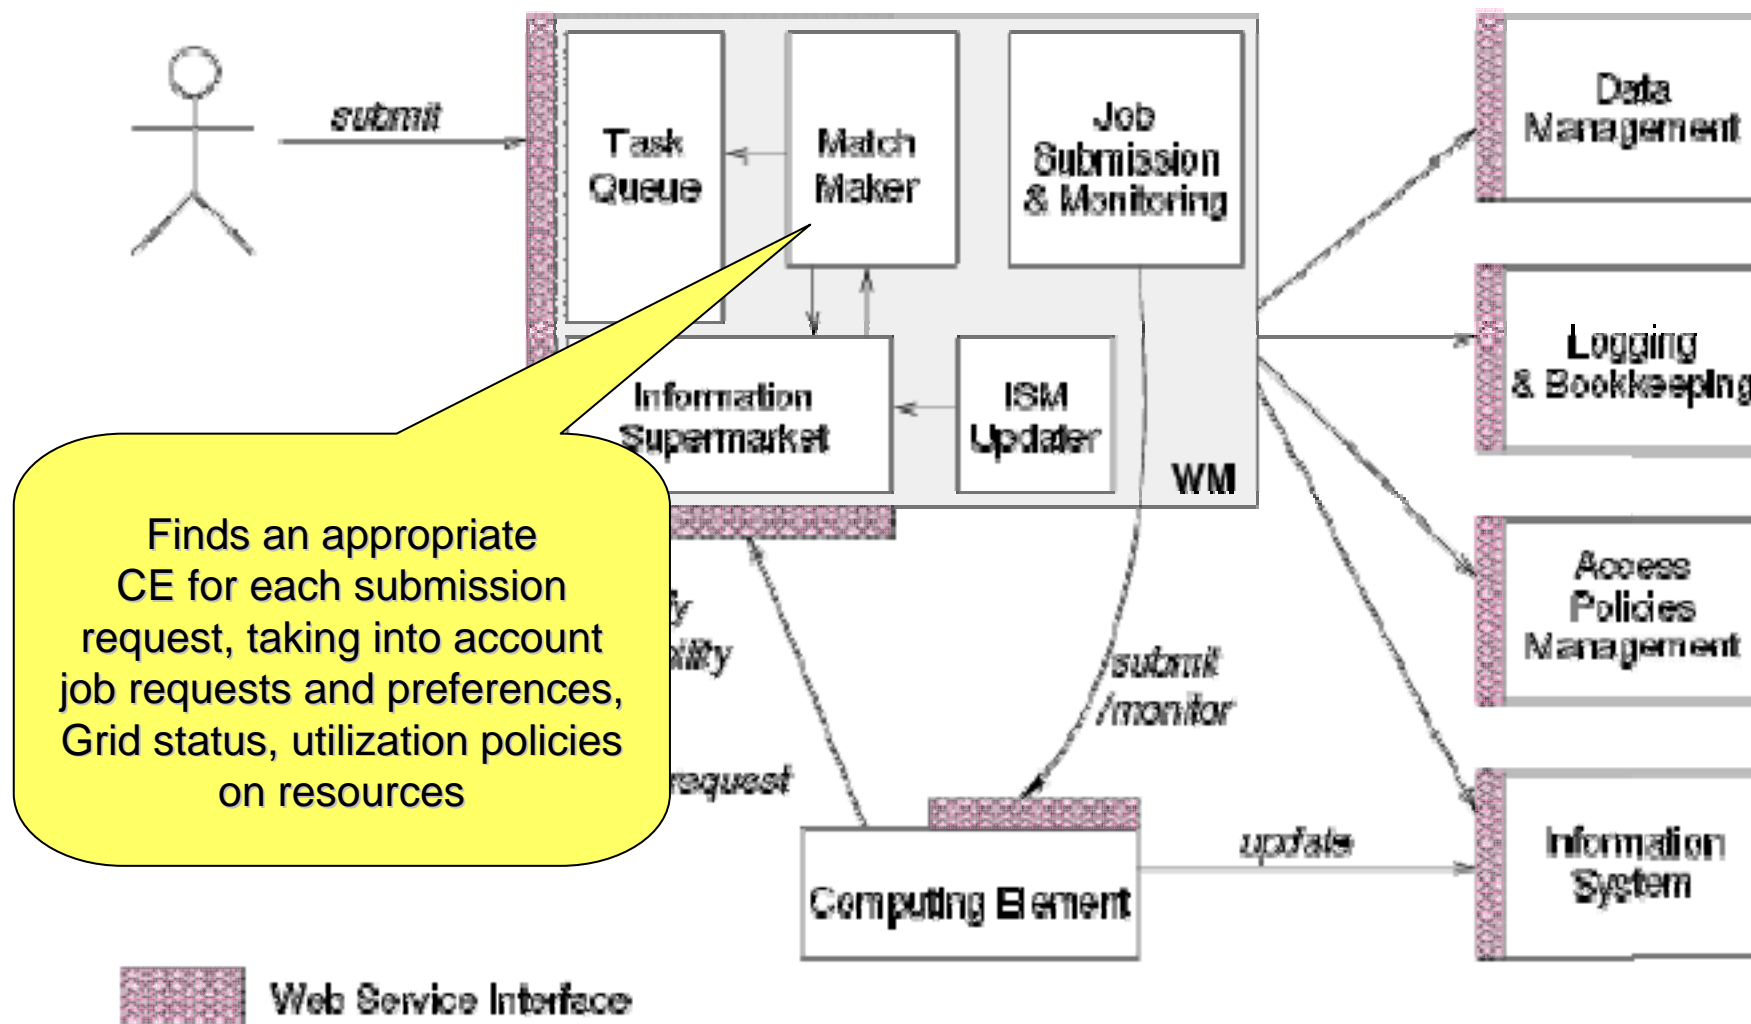 submit
Task
Queue
Match
Maker
Job
Submission
& Monitoring
Data
Management
Information
Supermarket
ISM
Updater
WM
Logging
& Bookkeeping
Finds an appropriate
CE for each submission
request, taking into account
job requests and preferences,
Grid status, utilization policies
on resources
request
submit
/monitor
Access
Policies
Management
Computing Element
update
Information
System
Web Service Interface